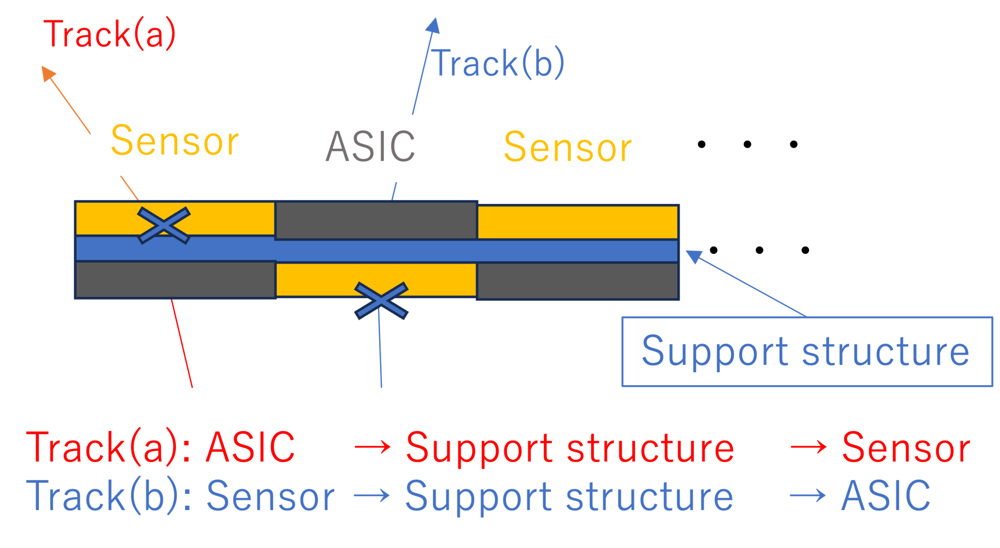 Track(a)
Track(b)
Sensor
ASIC
Sensor
• • •
• • •
Support structure
Track(a): ASIC → Support structure → Sensor
Track(b): Sensor → Support structure → ASIC